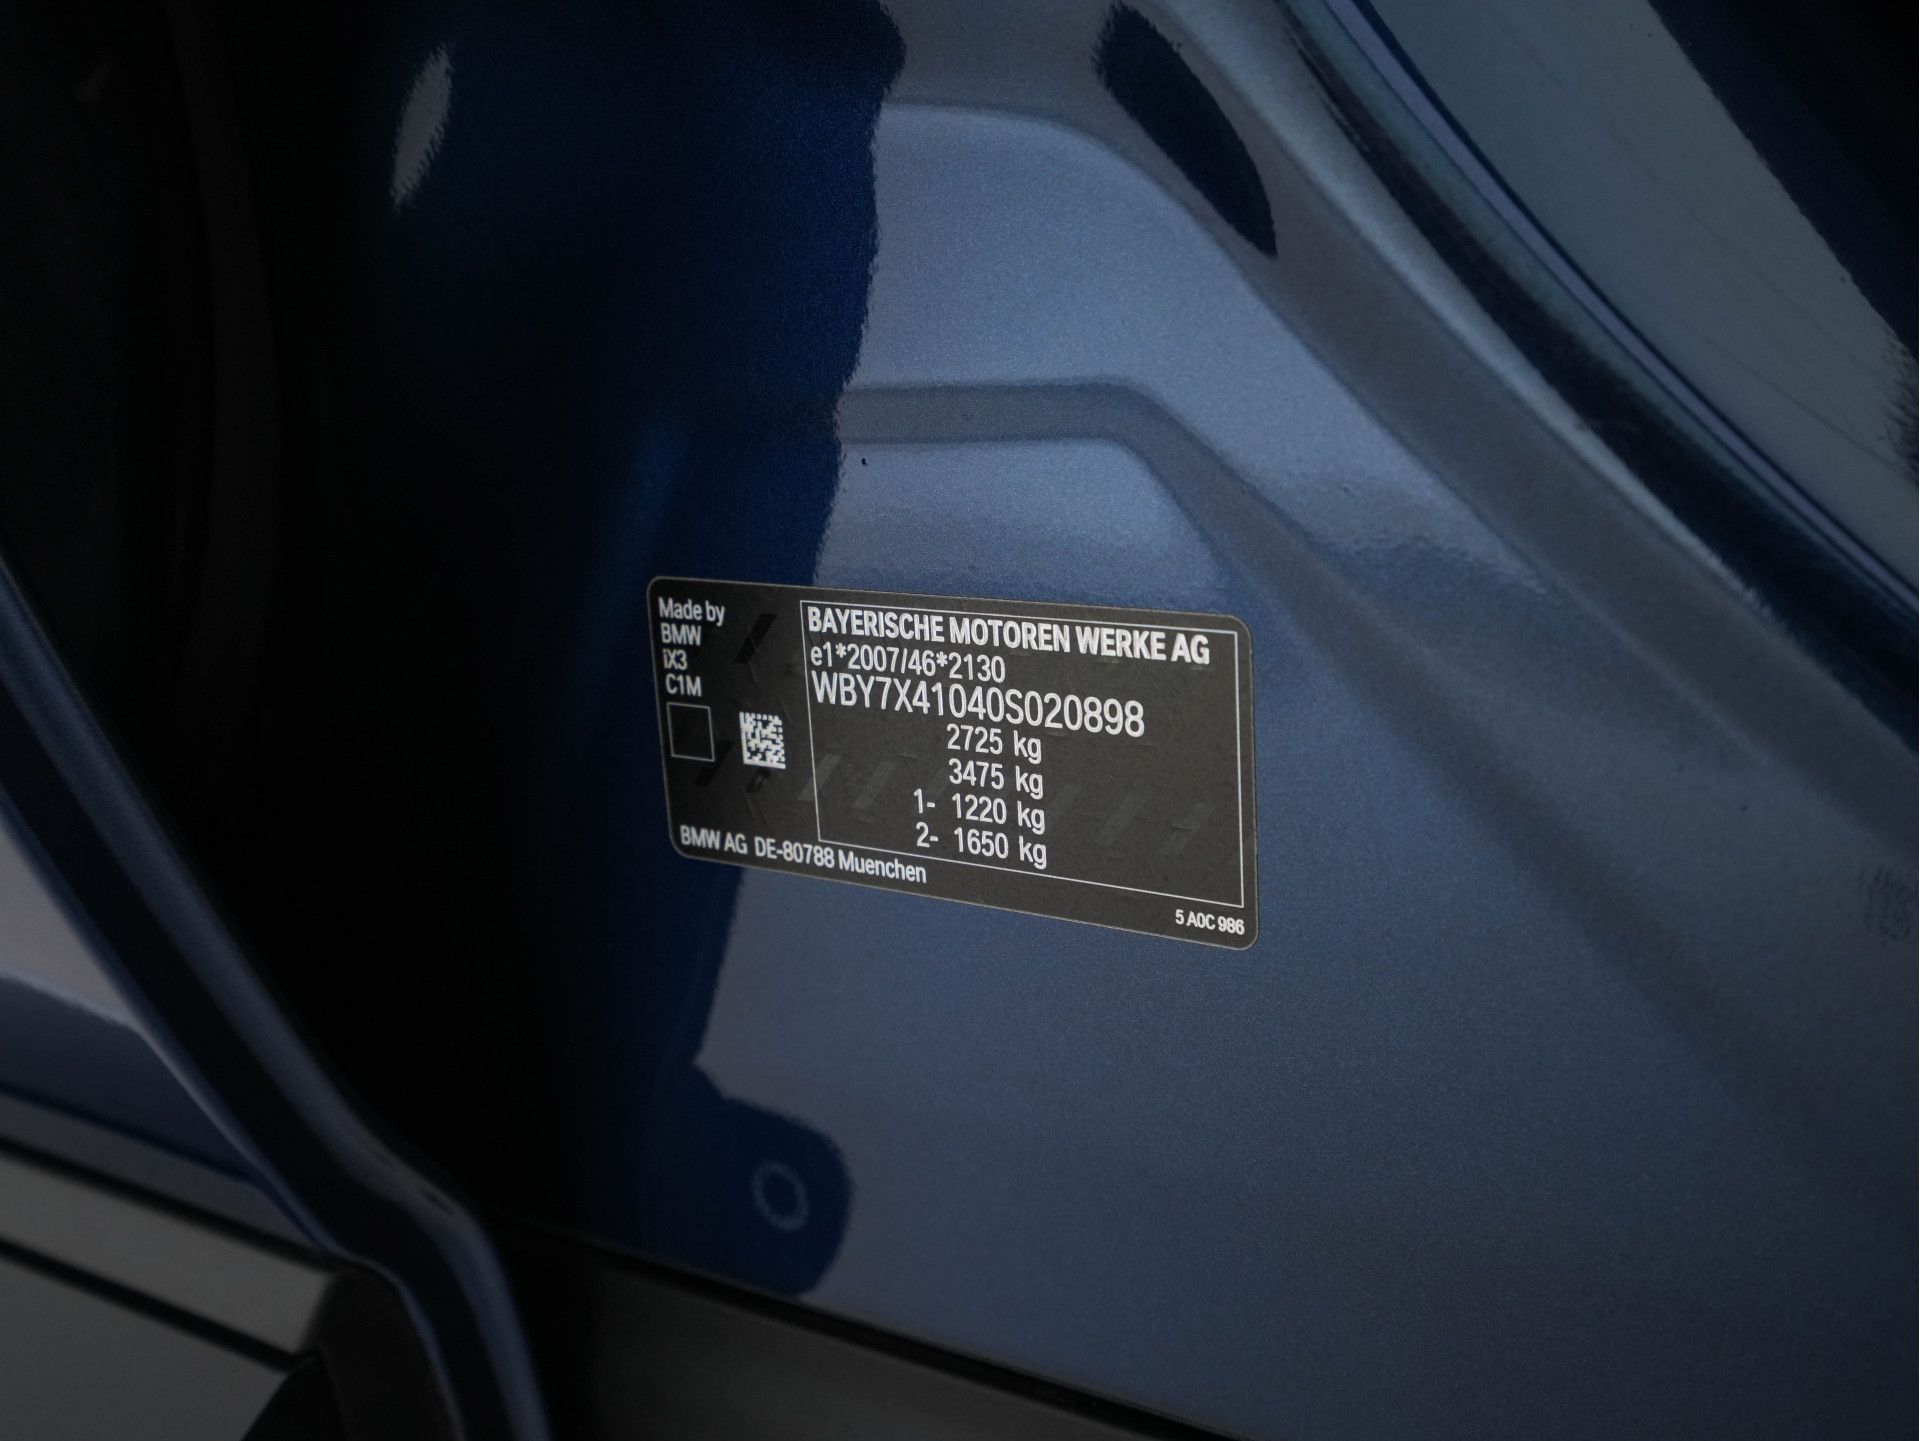 Made by
BMW
iX3
C1M
BAYERISCHE MOTOREN WERKE AG
e1*2007/46*2130
WBY7X41040S020898
2725 kg
3475 kg
1- 1220 kg
2- 1650 kg
BMW AG DE-80788 Muenchen
5 A0C 986